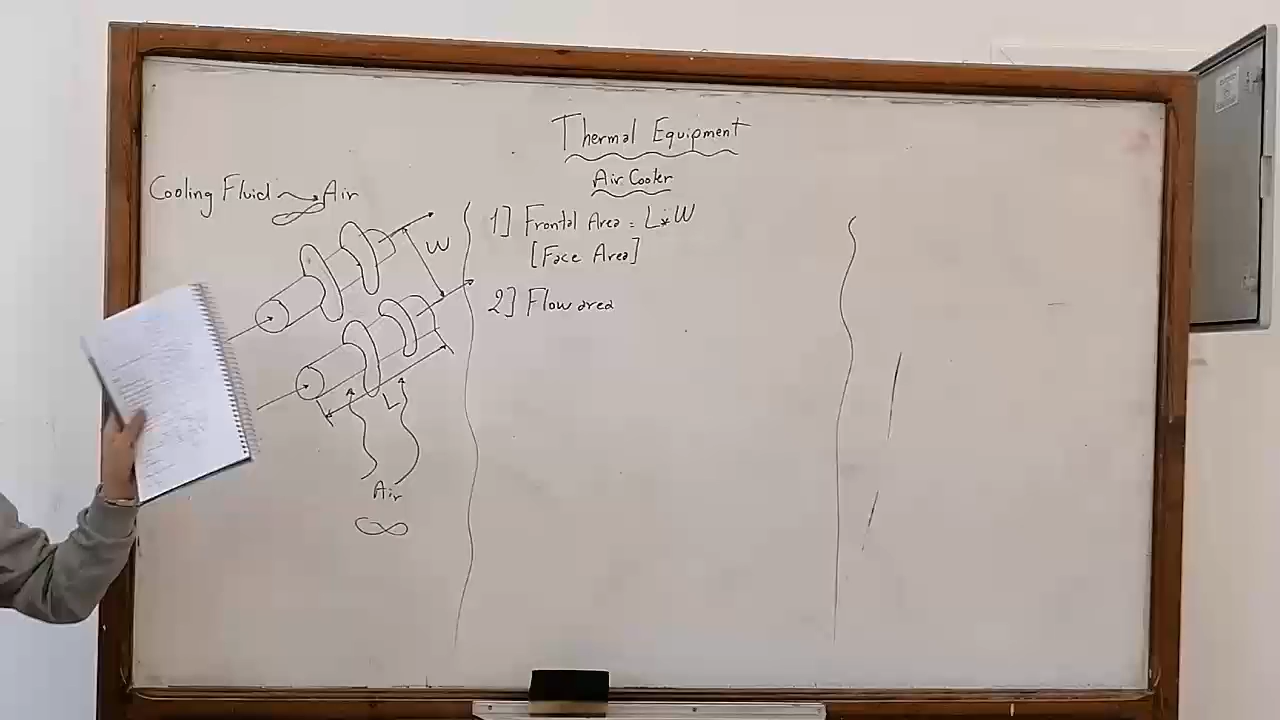 Thermal Equipment
Air Cooler
Cooling Fluid → Air
W
L
Air
1] Frontal Area = L * W
[Face Area]
2] Flow area